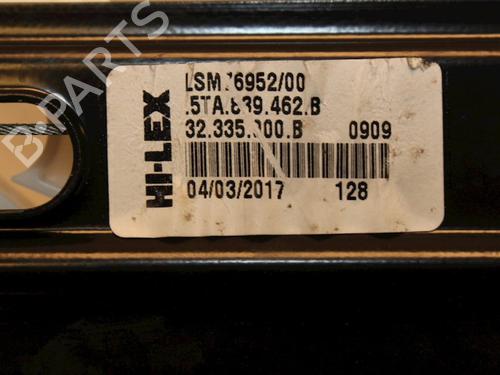 B-PARTS
HI-LEX
LSM76952/00
.5TA.839.462.B
32.335.300.B 0909
04/03/2017 128